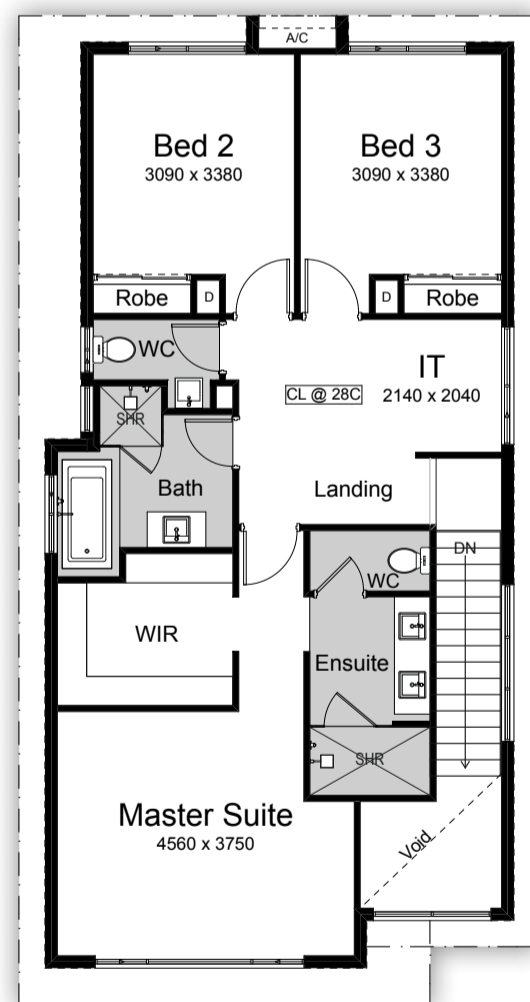 A/C
Bed 2
3090 x 3380
Bed 3
3090 x 3380
Robe
D
D
Robe
WC
IT
2140 x 2040
CL @ 28C
SHR
Bath
Landing
DN
WC
WIR
Ensuite
SHR
Master Suite
4560 x 3750
Void